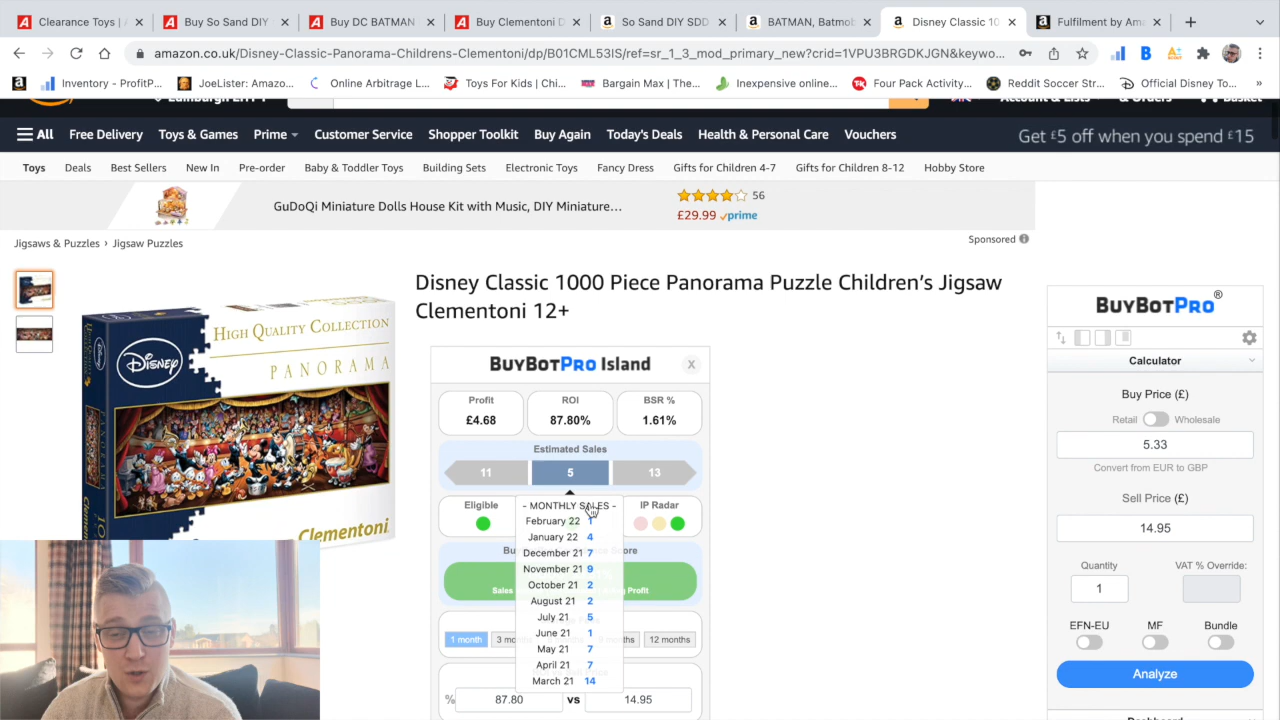 Clearance Toys |
Buy So Sand DIY
Buy DC BATMAN
Buy Clementoni D
So Sand DIY SDD
BATMAN, Batmob
Disney Classic 10
Fulfilment by Ama
amazon.co.uk/Disney-Classic-Panorama-Childrens-Clementoni/dp/B01CML53IS/ref=sr_1_3_mod_primary_new?crid=1VPU3BRGDKJGN&keywo...
Inventory - ProfitP...
JoeLister: Amazo...
Online Arbitrage L...
Toys For Kids | Chi...
Bargain Max | The...
Inexpensive online...
Four Pack Activity...
Reddit Soccer Str...
Official Disney To...
»
All Free Delivery Toys & Games Prime Customer Service Shopper Toolkit Buy Again Today's Deals Health & Personal Care Vouchers
Get £5 off when you spend £15
Toys Deals Best Sellers New In Pre-order Baby & Toddler Toys Building Sets Electronic Toys Fancy Dress Gifts for Children 4-7 Gifts for Children 8-12 Hobby Store
GuDoQi Miniature Dolls House Kit with Music, DIY Miniature...
56
£29.99 prime
Sponsored
Jigsaws & Puzzles › Jigsaw Puzzles
Disney Classic 1000 Piece Panorama Puzzle Children's Jigsaw
Clementoni 12+
HIGH QUALITY COLLECTION
DISNEY
PANORAMA
Clementoni
BUYBOTPRO Island
X
Profit ROI BSR %
£4.68 87.80% 1.61%
Estimated Sales
11 5 13
Eligible
- MONTHLY SALES -
IP Radar
February 22 1
January 22 4
December 21 7
November 21 9
October 21 2
August 21 2
July 21 5
June 21 1
May 21 7
April 21 7
March 21 14
Bu
Score
Sales
Profit
1 month
12 months
% 87.80 vs 14.95
BUYBOTPRO®
Calculator
Buy Price (£)
Retail Wholesale
5.33
Convert from EUR to GBP
Sell Price (£)
14.95
Quantity VAT % Override:
1
EFN-EU MF Bundle
Analyze